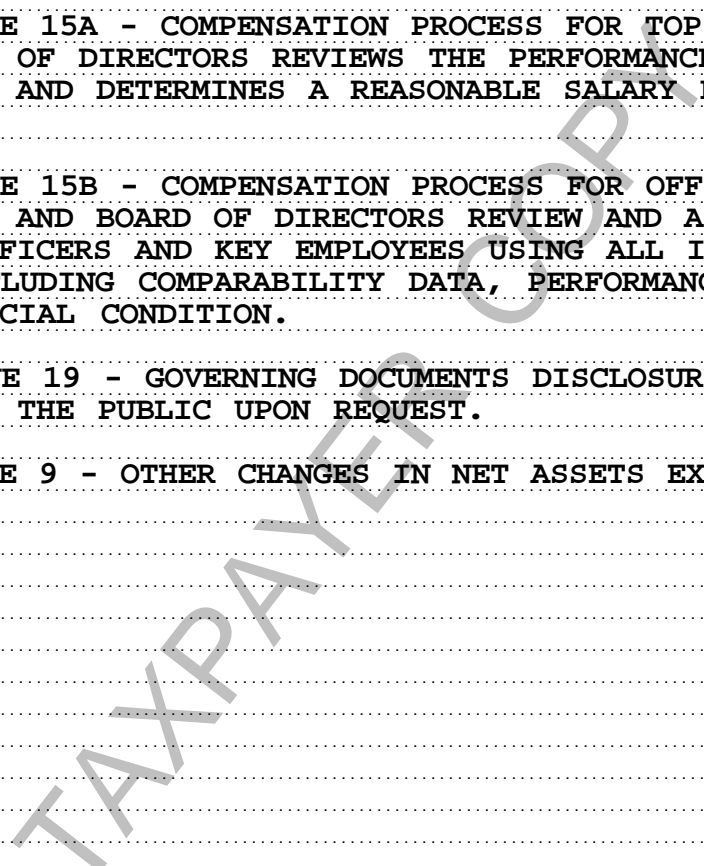 E 15A - COMPENSATION PROCESS FOR TOP
OF DIRECTORS REVIEWS THE PERFORMANCE
AND DETERMINES A REASONABLE SALARY
E 15B - COMPENSATION PROCESS FOR OFF
AND BOARD OF DIRECTORS REVIEW AND A
FICERS AND KEY EMPLOYEES USING ALL I
LUDING COMPARABILITY DATA, PERFORMANC
CIAL CONDITION.
E 19 - GOVERNING DOCUMENTS DISCLOSUR
THE PUBLIC UPON REQUEST.
E 9 - OTHER CHANGES IN NET ASSETS EX
TAXPAYER COPY